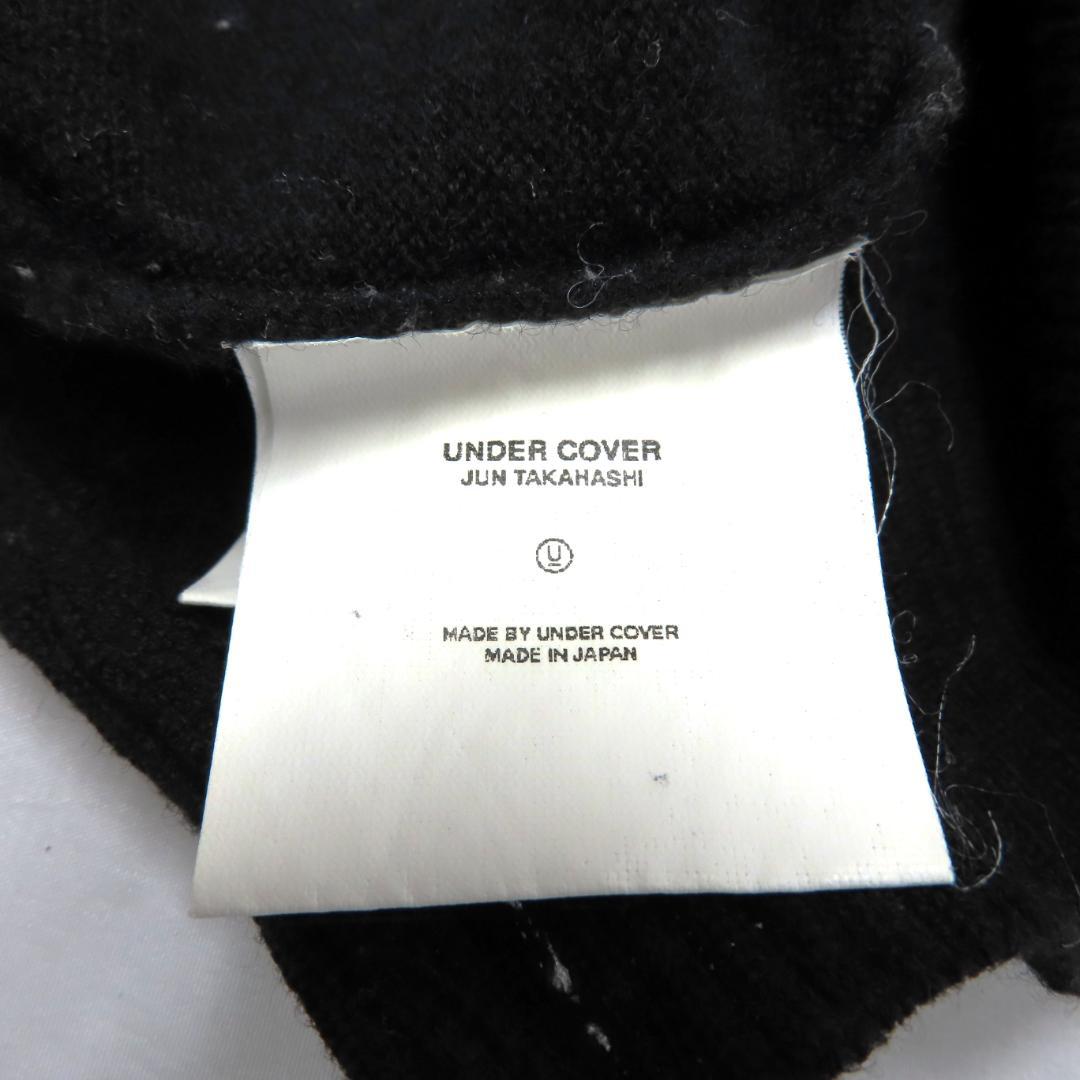 UNDER COVER
JUN TAKAHASHI
U
MADE BY UNDER COVER
MADE IN JAPAN